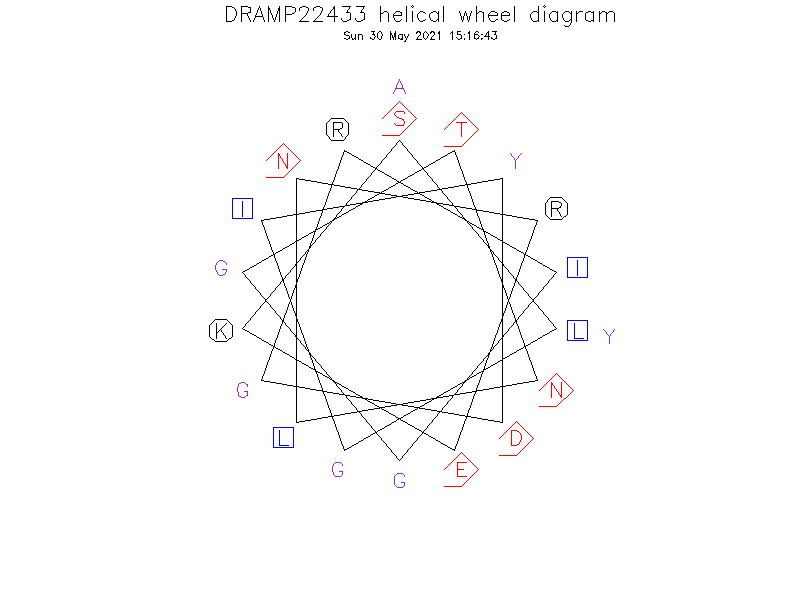 DRAMP22433 helical wheel diagram
Sun 30 May 2021 15:16:43
A
S
R T
N Y
I R
G I
K L Y
G N
L D
G E
G